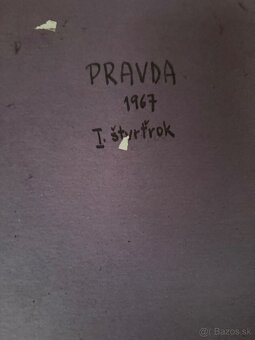 PRAVDA
1967
I. štvrťrok
@ Bazos.sk